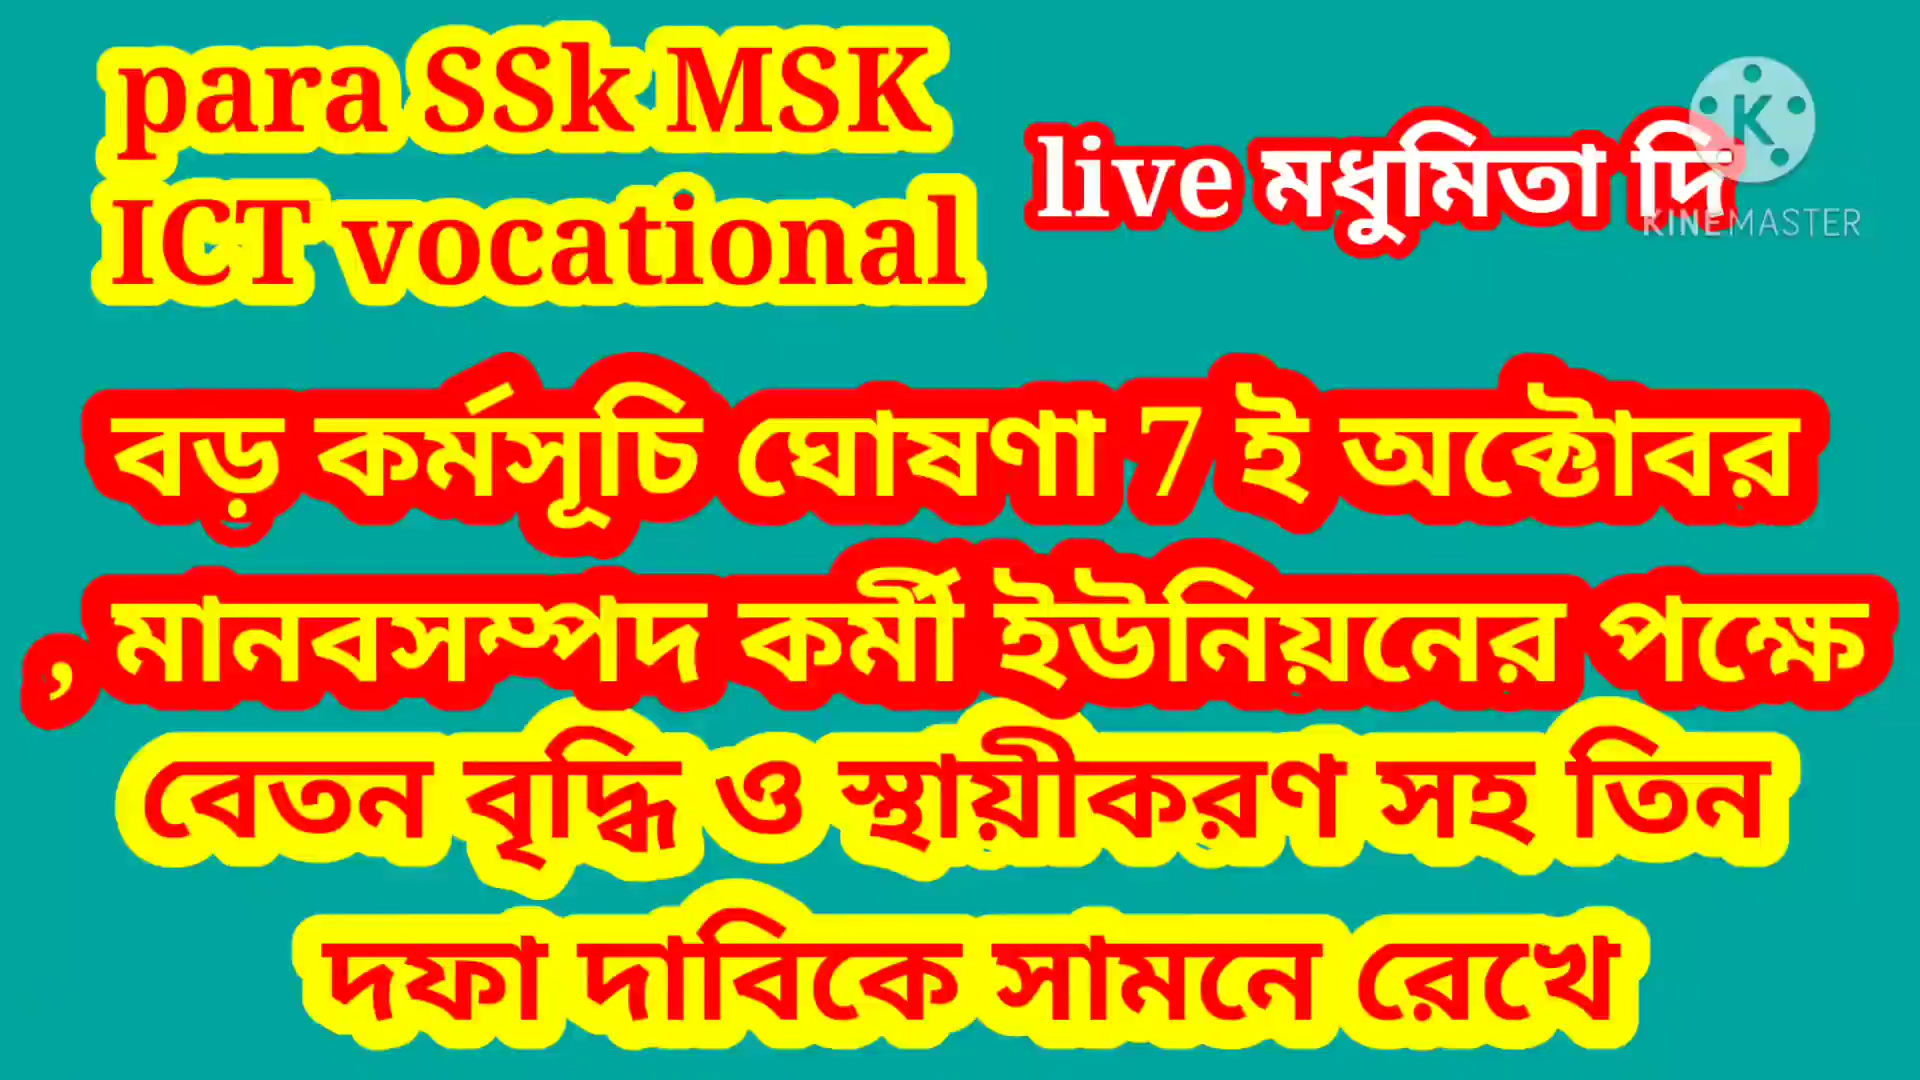 para SSk MSK
ICT vocational
live মধুমিতা দি
KINEMASTER
বড় কর্মসূচি ঘোষণা 7 ই অক্টোবর
, মানবসম্পদ কর্মী ইউনিয়নের পক্ষে
বেতন বৃদ্ধি ও স্থায়ীকরণ সহ তিন
দফা দাবিকে সামনে রেখে